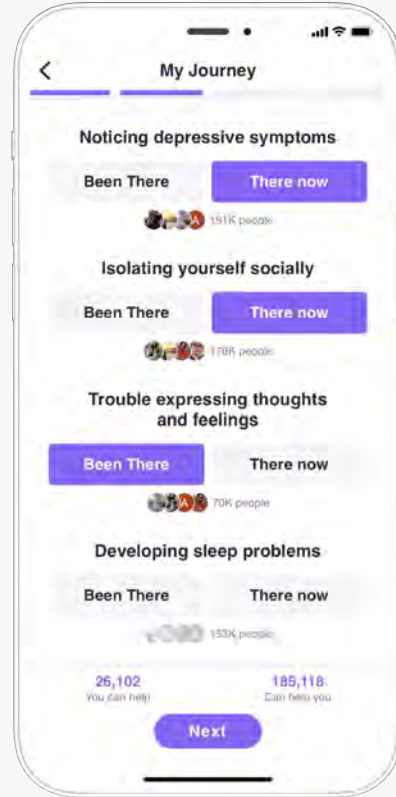 My Journey
Noticing depressive symptoms
Been There There now
A 191K people
Isolating yourself socially
Been There There now
176K people
Trouble expressing thoughts
and feelings
Been There There now
A 70K people
Developing sleep problems
Been There There now
153K people
26,102 185,118
You can help Can help you
Next